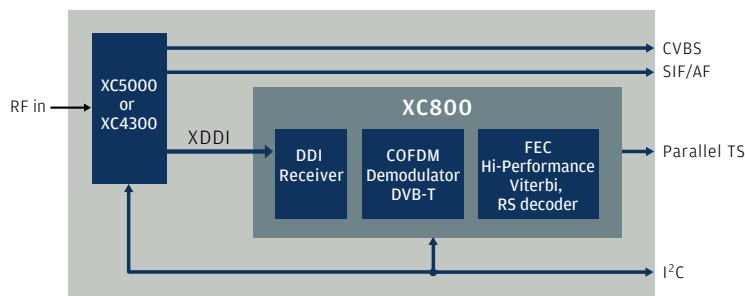 RF in
XC5000
or
XC4300
CVBS
SIF/AF
XDDI
XC800
DDI
Receiver
COFDM
Demodulator
DVB-T
FEC
Hi-Performance
Viterbi,
RS decoder
Parallel TS
I²C